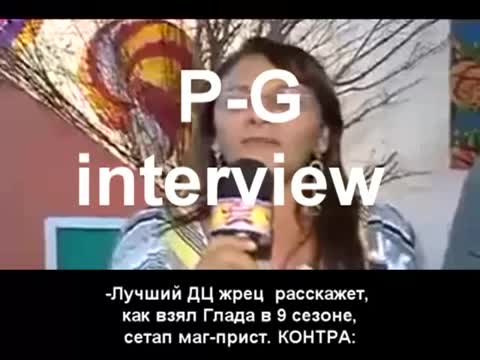 P-G
interview
-Лучший ДЦ жрец расскажет,
как взял Глада в 9 сезоне,
сетап маг-прист. КОНТРА: